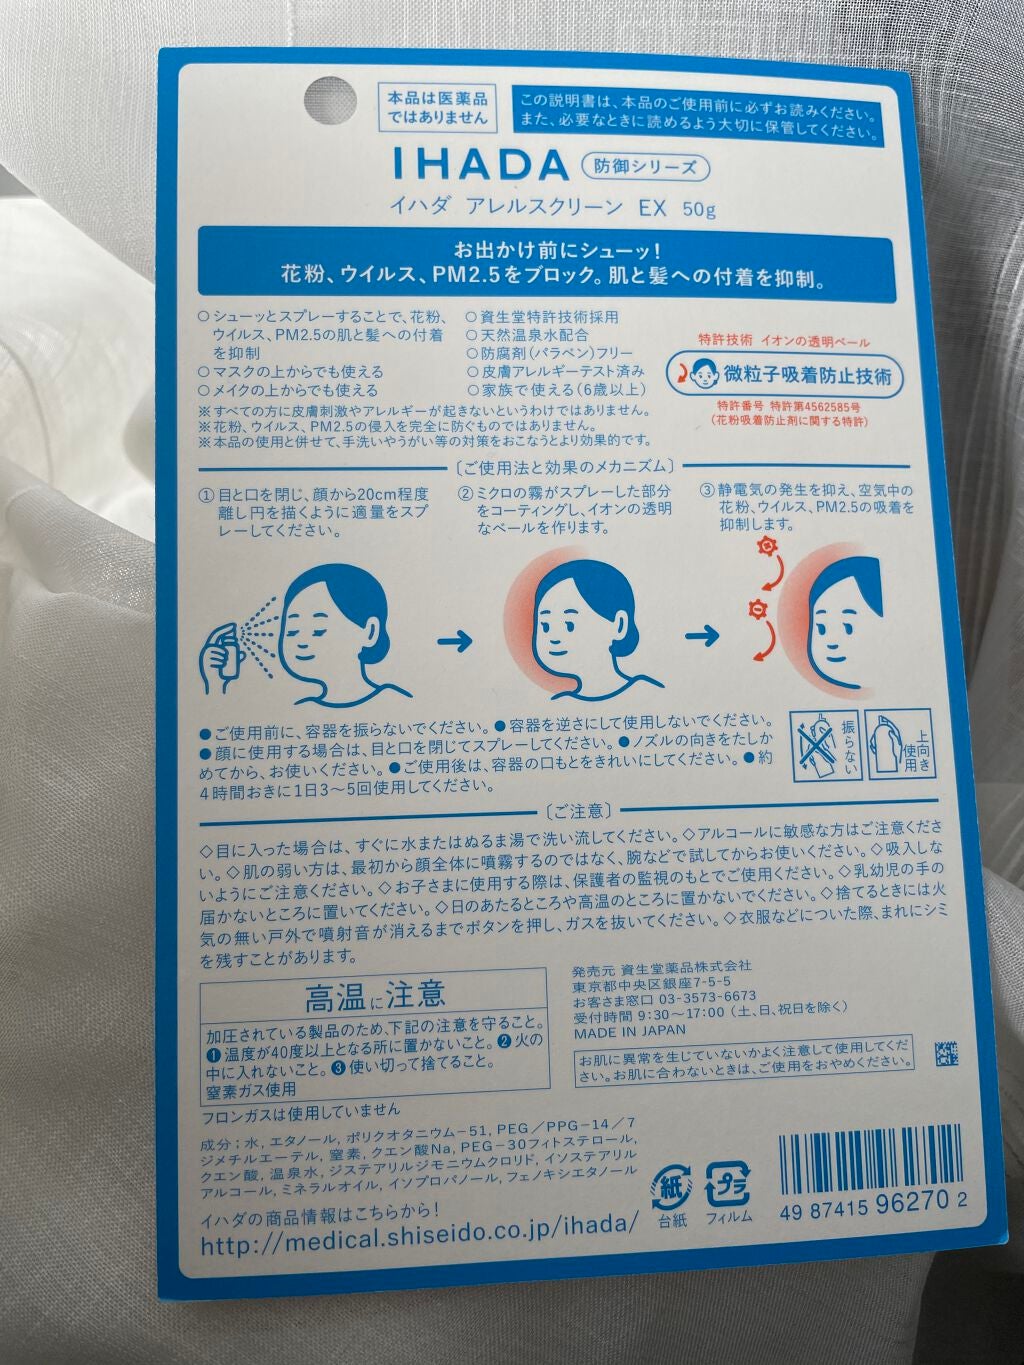 本品は医薬品
ではありません
この説明書は、本品のご使用前に必ずお読みください。
また、必要なときに読めるよう大切に保管してください。
IHADA 防御シリーズ
イハダ アレルスクリーン EX 50g
お出かけ前にシューッ!
花粉、ウイルス、PM2.5をブロック。肌と髪への付着を抑制。
○シューッとスプレーすることで、花粉、
ウイルス、PM2.5の肌と髪への付着
を抑制
○マスクの上からでも使える
○メイクの上からでも使える
○資生堂特許技術採用
○天然温泉水配合
○防腐剤(パラベン)フリー
○皮膚アレルギーテスト済み
○家族で使える(6歳以上)
特許技術 イオンの透明ベール
微粒子吸着防止技術
特許番号 特許第4562585号
(花粉吸着防止剤に関する特許)
※すべての方に皮膚刺激やアレルギーが起きないというわけではありません。
※花粉、ウイルス、PM2.5の侵入を完全に防ぐものではありません。
※本品の使用と併せて、手洗いやうがい等の対策をおこなうとより効果的です。
〔ご使用法と効果のメカニズム〕
①目と口を閉じ、顔から20cm程度
離し円を描くように適量をスプ
レーしてください。
②ミクロの霧がスプレーした部分
をコーティングし、イオンの透明
なベールを作ります。
③静電気の発生を抑え、空気中の
花粉、ウイルス、PM2.5の吸着を
抑制します。
●ご使用前に、容器を振らないでください。●容器を逆さにして使用しないでください。
●顔に使用する場合は、目と口を閉じてスプレーしてください。●ノズルの向きをたしか
めてから、お使いください。●ご使用後は、容器の口もとをきれいにしてください。●約
4時間おきに1日3〜5回使用してください。
振らない
上向き
使用
〔ご注意〕
◇目に入った場合は、すぐに水またはぬるま湯で洗い流してください。◇アルコールに敏感な方はご注意くださ
い。◇肌の弱い方は、最初から顔全体に噴霧するのではなく、腕などで試してからお使いください。◇吸入しな
いようにご注意ください。◇お子さまに使用する際は、保護者の監視のもとでご使用ください。◇乳幼児の手の
届かないところに置いてください。◇日のあたるところや高温のところに置かないでください。◇捨てるときには火
気の無い戸外で噴射音が消えるまでボタンを押し、ガスを抜いてください。◇衣服などについた際、まれにシミ
を残すことがあります。
高温に注意
加圧されている製品のため、下記の注意を守ること。
❶温度が40度以上となる所に置かないこと。❷火の
中に入れないこと。❸使い切って捨てること。
窒素ガス使用
フロンガスは使用していません
発売元 資生堂薬品株式会社
東京都中央区銀座7-5-5
お客さま窓口 03-3573-6673
受付時間 9:30〜17:00 (土、日、祝日を除く)
MADE IN JAPAN
お肌に異常を生じていないかよく注意して使用してくだ
さい。お肌に合わないときは、ご使用をおやめください。
成分:水, エタノール, ポリクオタニウム-51, PEG/PPG-14/7
ジメチルエーテル, 窒素, クエン酸Na, PEG-30フィトステロール,
クエン酸, 温泉水, ジステアリルジモニウムクロリド, イソステアリル
アルコール, ミネラルオイル, イソプロパノール, フェノキシエタノール
イハダの商品情報はこちらから!
http://medical.shiseido.co.jp/ihada/
紙
台紙
プラ
フィルム
49 87415 96270 2